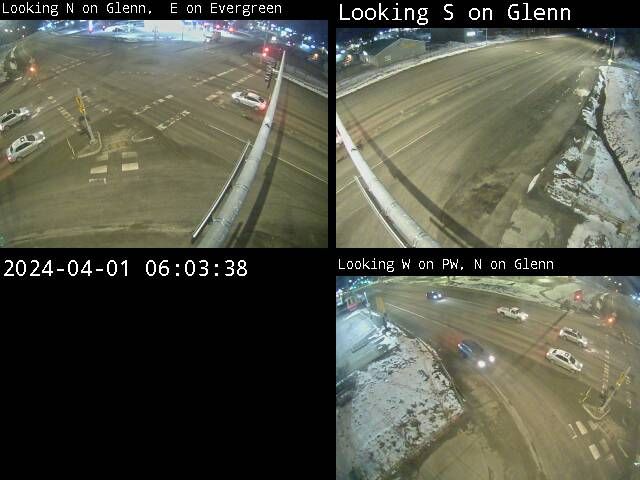 Looking N on Glenn,  E on Evergreen
Looking S on Glenn
2024-04-01 06:03:38
Looking W on PW, N on Glenn